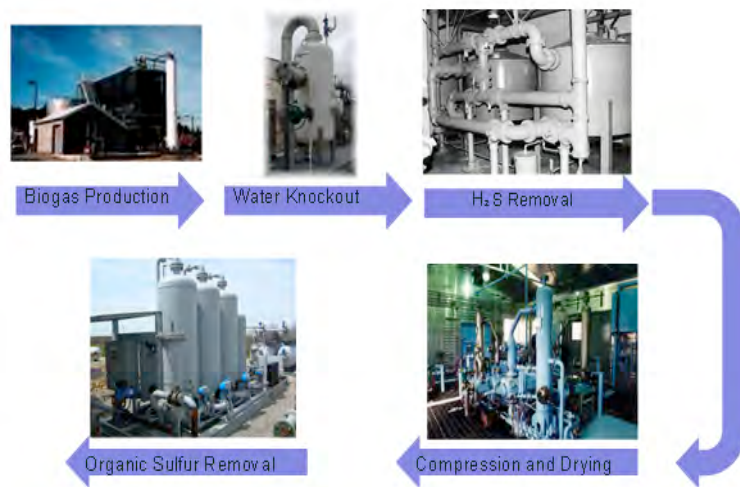 Biogas Production
Water Knockout
H₂S Removal
Compression and Drying
Organic Sulfur Removal